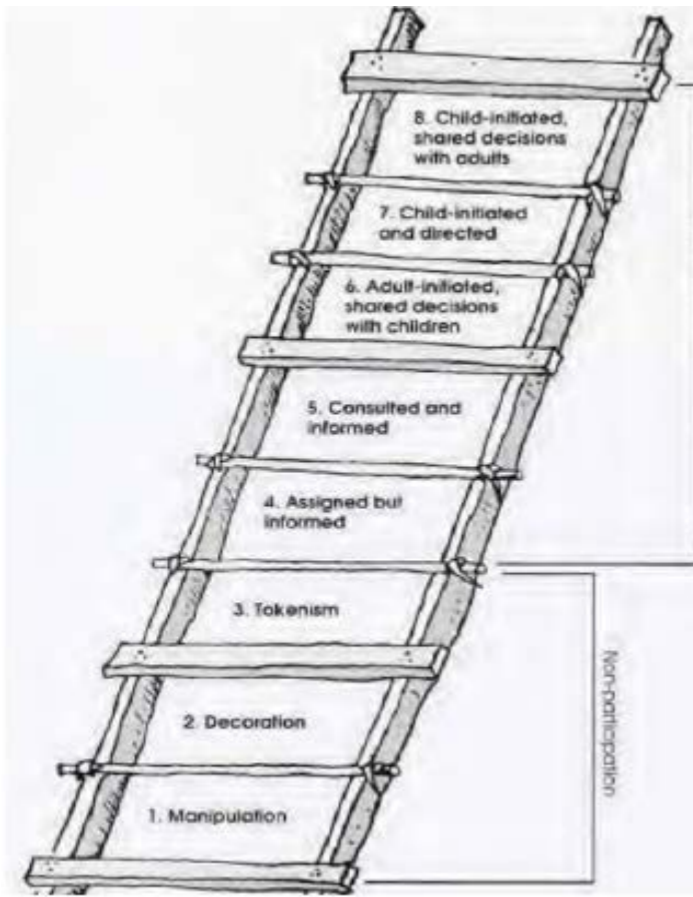 8. Child-initiated,
shared decisions
with adults
7. Child-initiated
and directed
6. Adult-initiated,
shared decisions
with children
5. Consulted and
informed
4. Assigned but
informed
3. Tokenism
2. Decoration
1. Manipulation
Non-participation